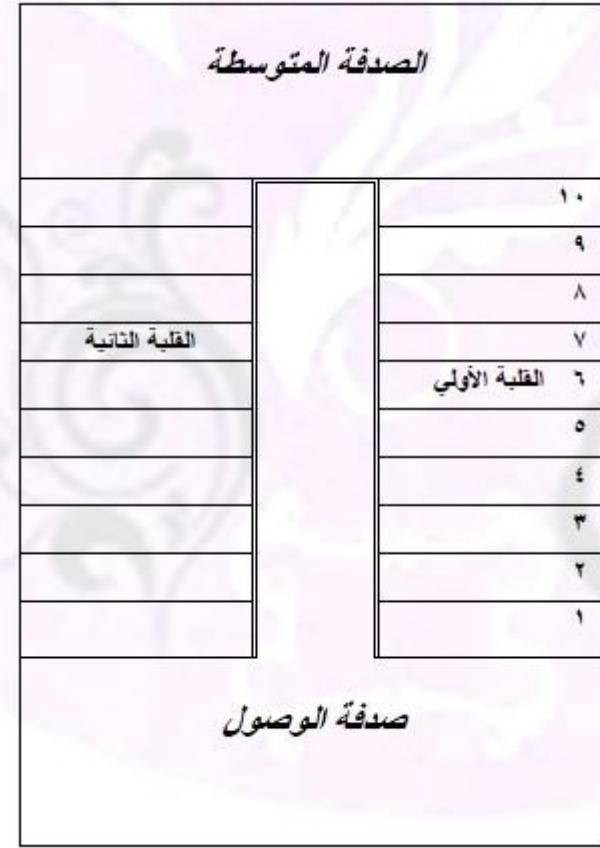 الصدفة المتوسطة
١٠
٩
٨
٧
القلبة الثانية
٦ القلبة الأولي
٥
٤
٣
٢
١
صدفة الوصول